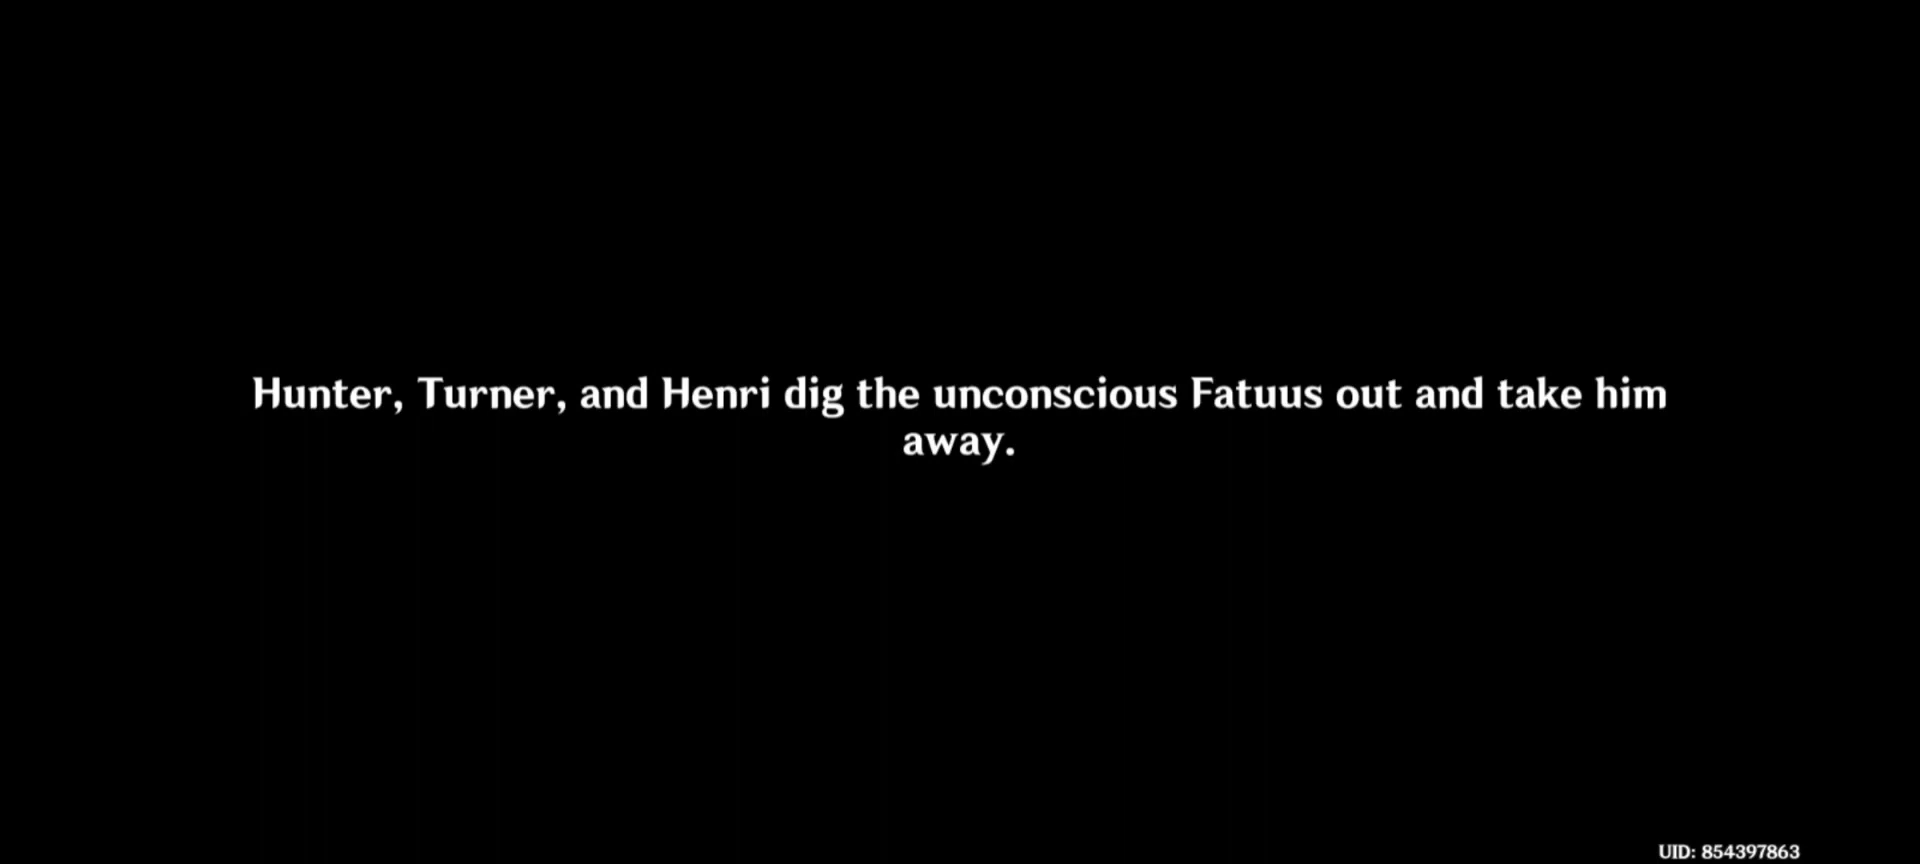 Hunter, Turner, and Henri dig the unconscious Fatuus out and take him
away.
UID: 854397863